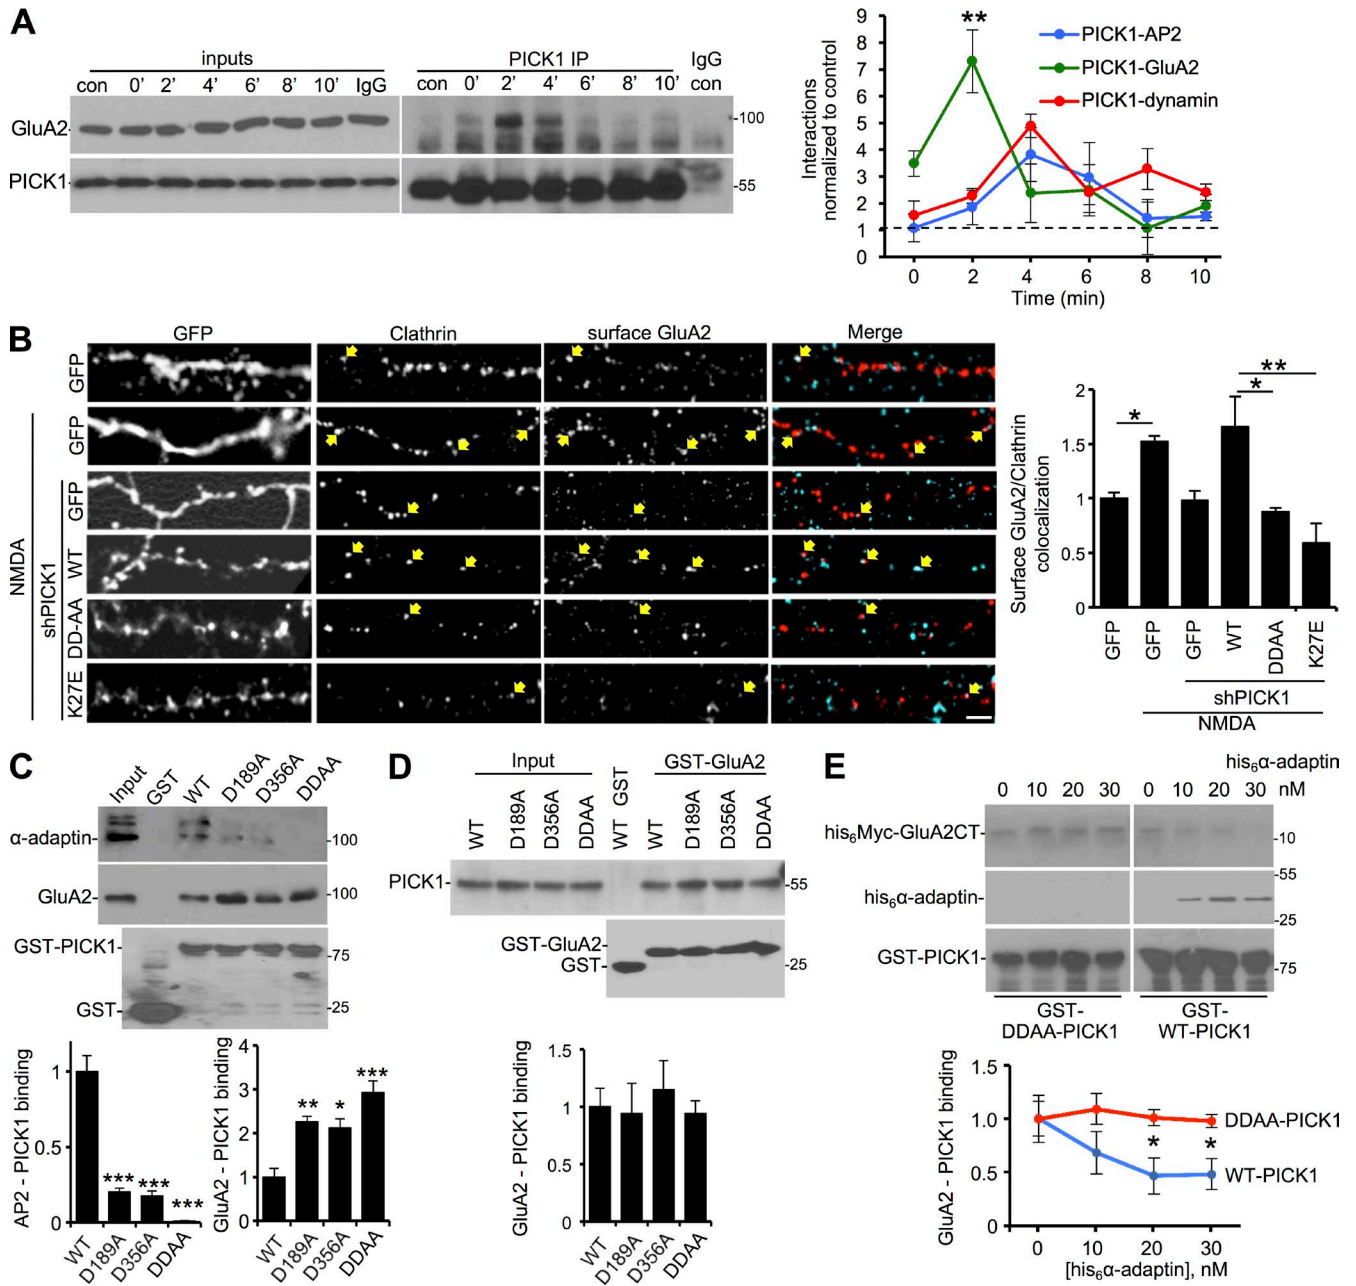 A
inputs
PICK1 IP
IgG
con 0' 2' 4' 6' 8' 10' IgG
con 0' 2' 4' 6' 8' 10' con
GluA2
-100
PICK1
-55
9
8
7
6
5
4
3
2
1
0
**
PICK1-AP2
PICK1-GluA2
PICK1-dynamin
Interactions
normalized to control
0 2 4 6 8 10
Time (min)
B
GFP Clathrin surface GluA2 Merge
GFP
GFP
GFP
WT
DD-AA
K27E
NMDA
shPICK1
2
1.5
1
0.5
0
* * **
Surface GluA2/Clathrin
colocalization
GFP GFP GFP WT DDAA K27E
shPICK1
NMDA
C
Input GST WT D189A D356A DDAA
α-adaptin
-100
GluA2
-100
GST-PICK1
-75
GST
-25
AP2 - PICK1 binding
1
0.5
0
*** *** ***
WT D189A D356A DDAA
GluA2 - PICK1 binding
4
3
2
1
0
** * ***
WT D189A D356A DDAA
D
Input GST-GluA2
WT D189A D356A DDAA WT GST WT D189A D356A DDAA
PICK1
-55
GST-GluA2
GST
-25
GluA2 - PICK1 binding
1.5
1
0.5
0
WT D189A D356A DDAA
E
his6α-adaptin
0 10 20 30 0 10 20 30 nM
his6Myc-GluA2CT
-10
-55
his6α-adaptin
-25
GST-PICK1
-75
GST-
DDAA-PICK1
GST-
WT-PICK1
GluA2 - PICK1 binding
1.5
1.0
0.5
0
DDAA-PICK1
* *
WT-PICK1
0 10 20 30
[his6α-adaptin], nM